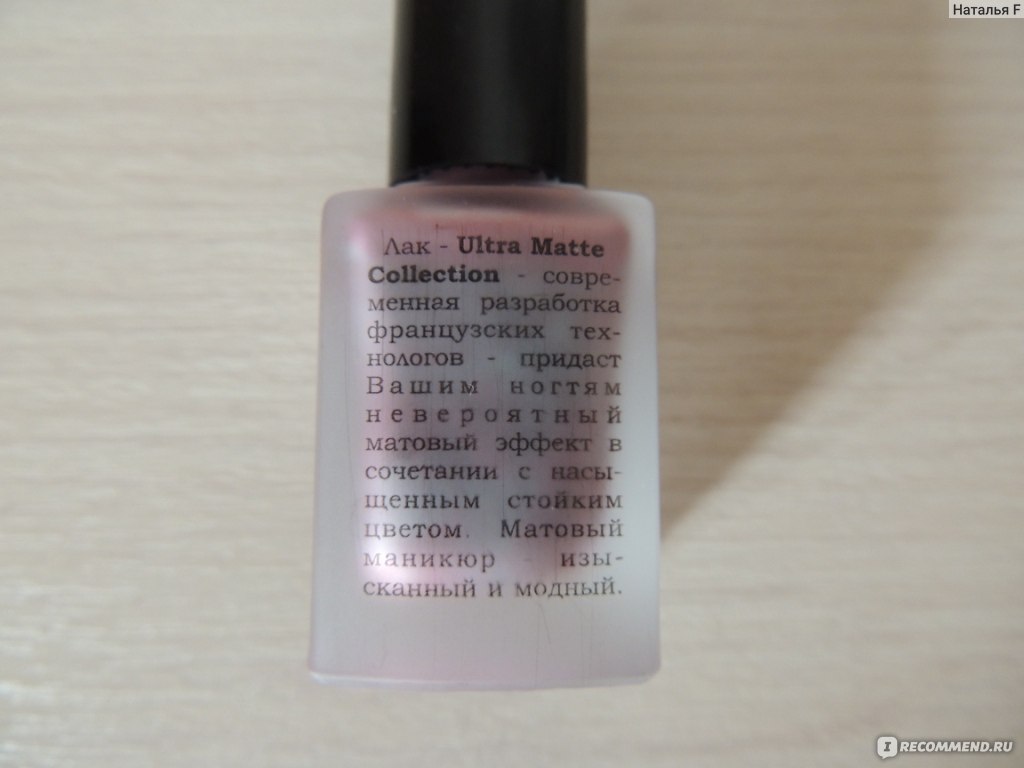 Наталья F
Лак - Ultra Matte
Collection - совре-
менная разработка
французских тех-
нологов - придаст
Вашим ногтям
невероятный
матовый эффект в
сочетании с насы-
щенным стойким
цветом. Матовый
маникюр - изы-
сканный и модный.
IRECOMMEND.RU